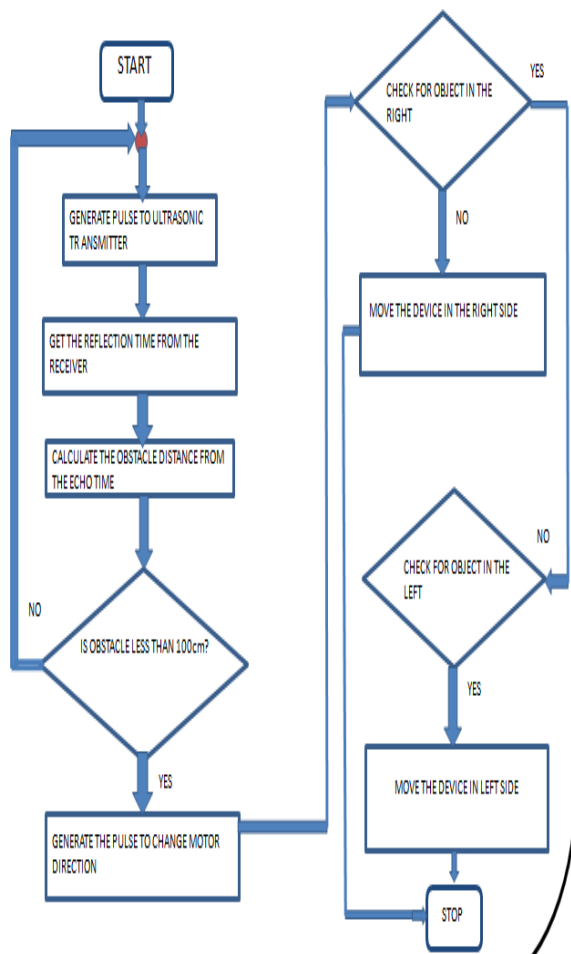 START
GENERATE PULSE TO ULTRASONIC
TR ANSMITTER
GET THE REFLECTION TIME FROM THE
RECEIVER
CALCULATE THE OBSTACLE DISTANCE FROM
THE ECHO TIME
NO
IS OBSTACLE LESS THAN 100cm?
YES
GENERATE THE PULSE TO CHANGE MOTOR
DIRECTION
YES
CHECK FOR OBJECT IN THE
RIGHT
NO
MOVE THE DEVICE IN THE RIGHT SIDE
NO
CHECK FOR OBJECT IN THE
LEFT
YES
MOVE THE DEVICE IN LEFT SIDE
STOP